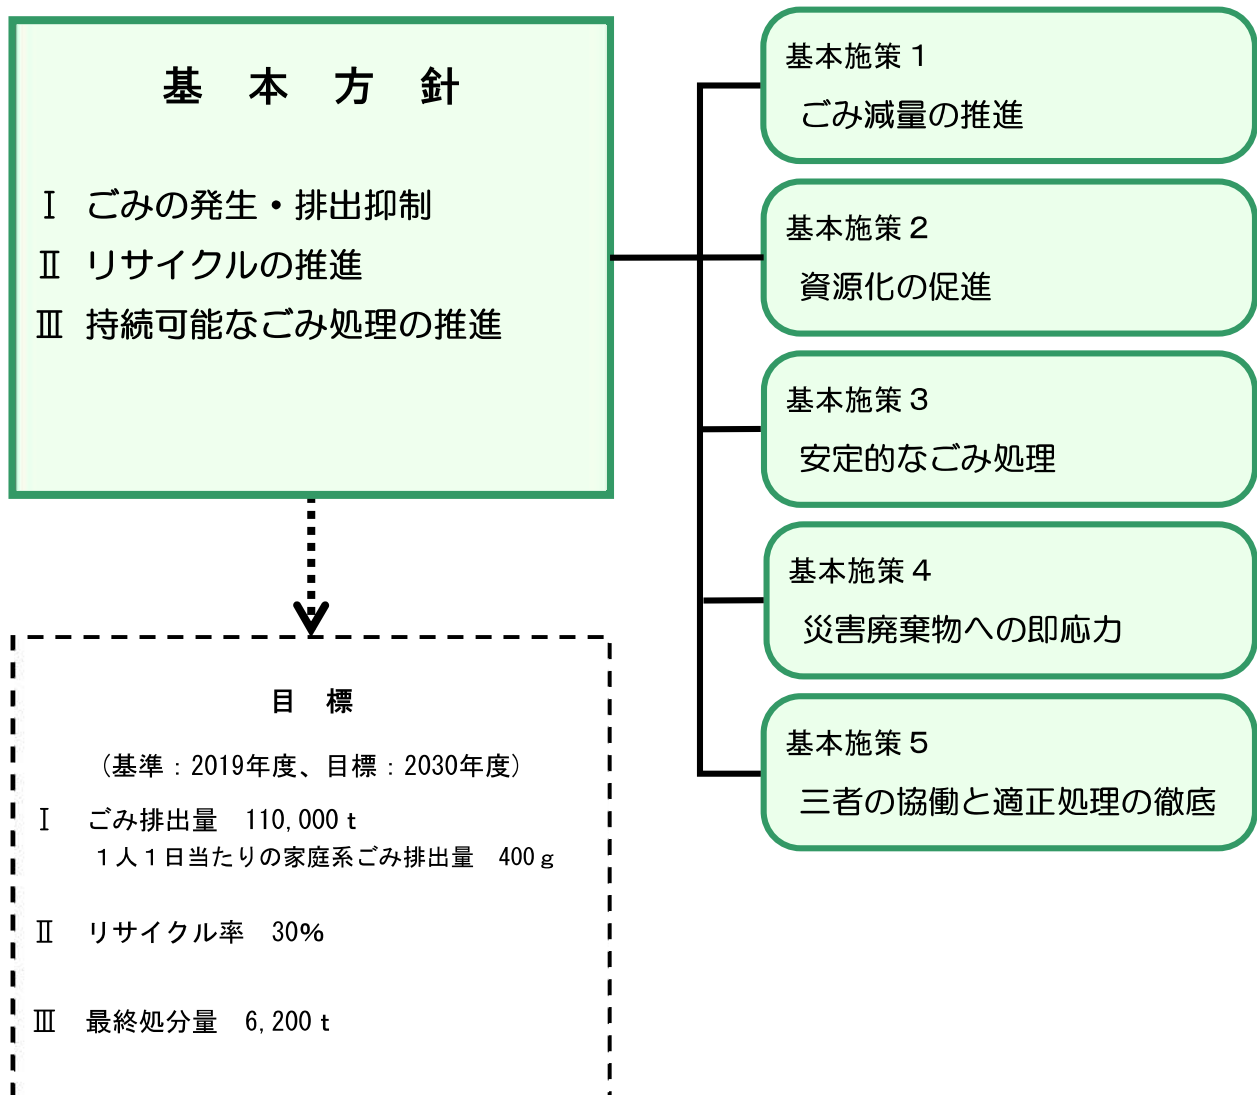 基 本 方 針
Ⅰ ごみの発生・排出抑制
Ⅱ リサイクルの推進
Ⅲ 持続可能なごみ処理の推進
目 標
（基準：2019年度、目標：2030年度）
Ⅰ ごみ排出量 110,000ｔ
１人１日当たりの家庭系ごみ排出量 400ｇ
Ⅱ リサイクル率 30％
Ⅲ 最終処分量 6,200ｔ
基本施策１
ごみ減量の推進
基本施策２
資源化の促進
基本施策３
安定的なごみ処理
基本施策４
災害廃棄物への即応力
基本施策５
三者の協働と適正処理の徹底